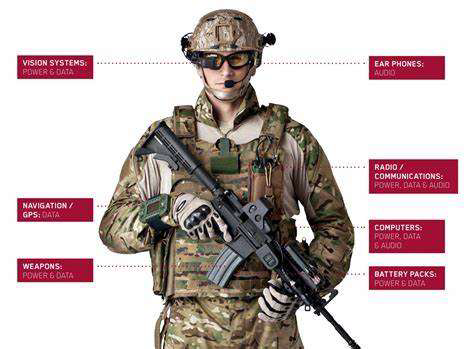 VISION SYSTEMS:
POWER & DATA
EAR PHONES:
AUDIO
RADIO /
COMMUNICATIONS:
POWER, DATA & AUDIO
NAVIGATION /
GPS: DATA
COMPUTERS:
POWER, DATA
& AUDIO
WEAPONS:
POWER & DATA
BATTERY PACKS:
POWER & DATA